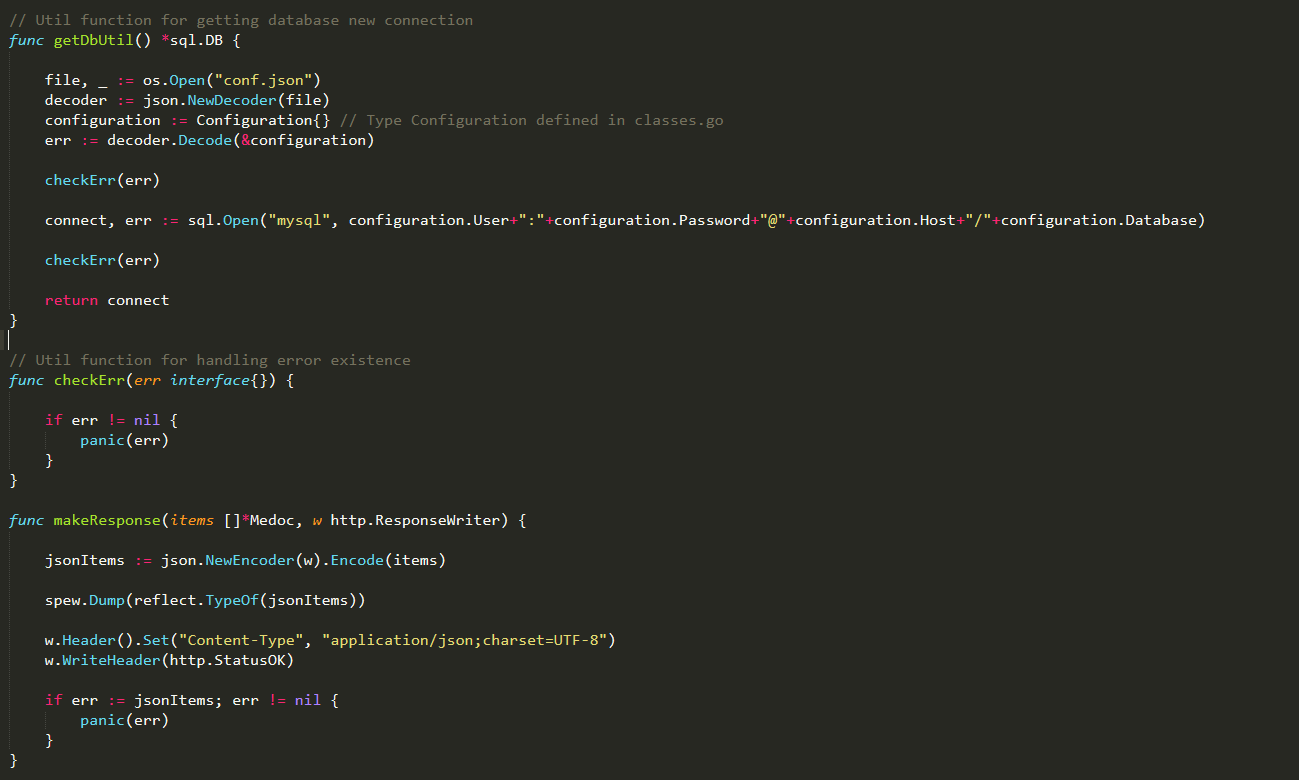 // Util function for getting database new connection
func getDbUtil() *sql.DB {
file, _ := os.Open("conf.json")
decoder := json.NewDecoder(file)
configuration := Configuration{} // Type Configuration defined in classes.go
err := decoder.Decode(&configuration)
checkErr(err)
connect, err := sql.Open("mysql", configuration.User+":"+configuration.Password+"@"+configuration.Host+"/"+configuration.Database)
checkErr(err)
return connect
}
// Util function for handling error existence
func checkErr(err interface{}) {
if err != nil {
panic(err)
}
}
func makeResponse(items []*Medoc, w http.ResponseWriter) {
jsonItems := json.NewEncoder(w).Encode(items)
spew.Dump(reflect.TypeOf(jsonItems))
w.Header().Set("Content-Type", "application/json;charset=UTF-8")
w.WriteHeader(http.StatusOK)
if err := jsonItems; err != nil {
panic(err)
}
}